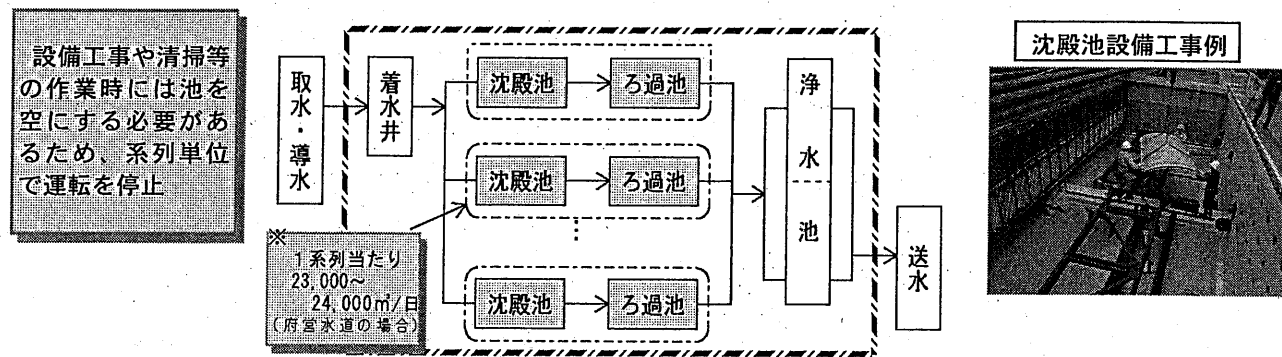 設備工事や清掃等
の作業時には池を
空にする必要があ
るため、系列単位
で運転を停止
取水・導水
着水井
沈殿池
ろ過池
沈殿池
ろ過池
沈殿池
ろ過池
※
1系列当たり
23,000～
24,000㎥/日
(府営水道の場合)
浄水池
送水
沈殿池設備工事例